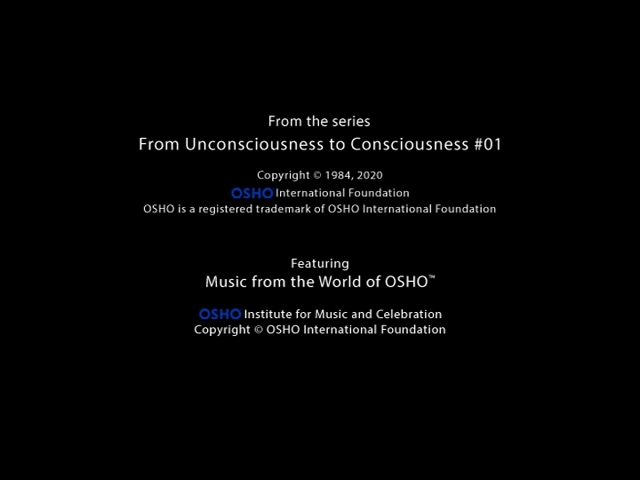 From the series
From Unconsciousness to Consciousness #01
Copyright © 1984, 2020
OSHO International Foundation
OSHO is a registered trademark of OSHO International Foundation
Featuring
Music from the World of OSHO™
OSHO Institute for Music and Celebration
Copyright © OSHO International Foundation